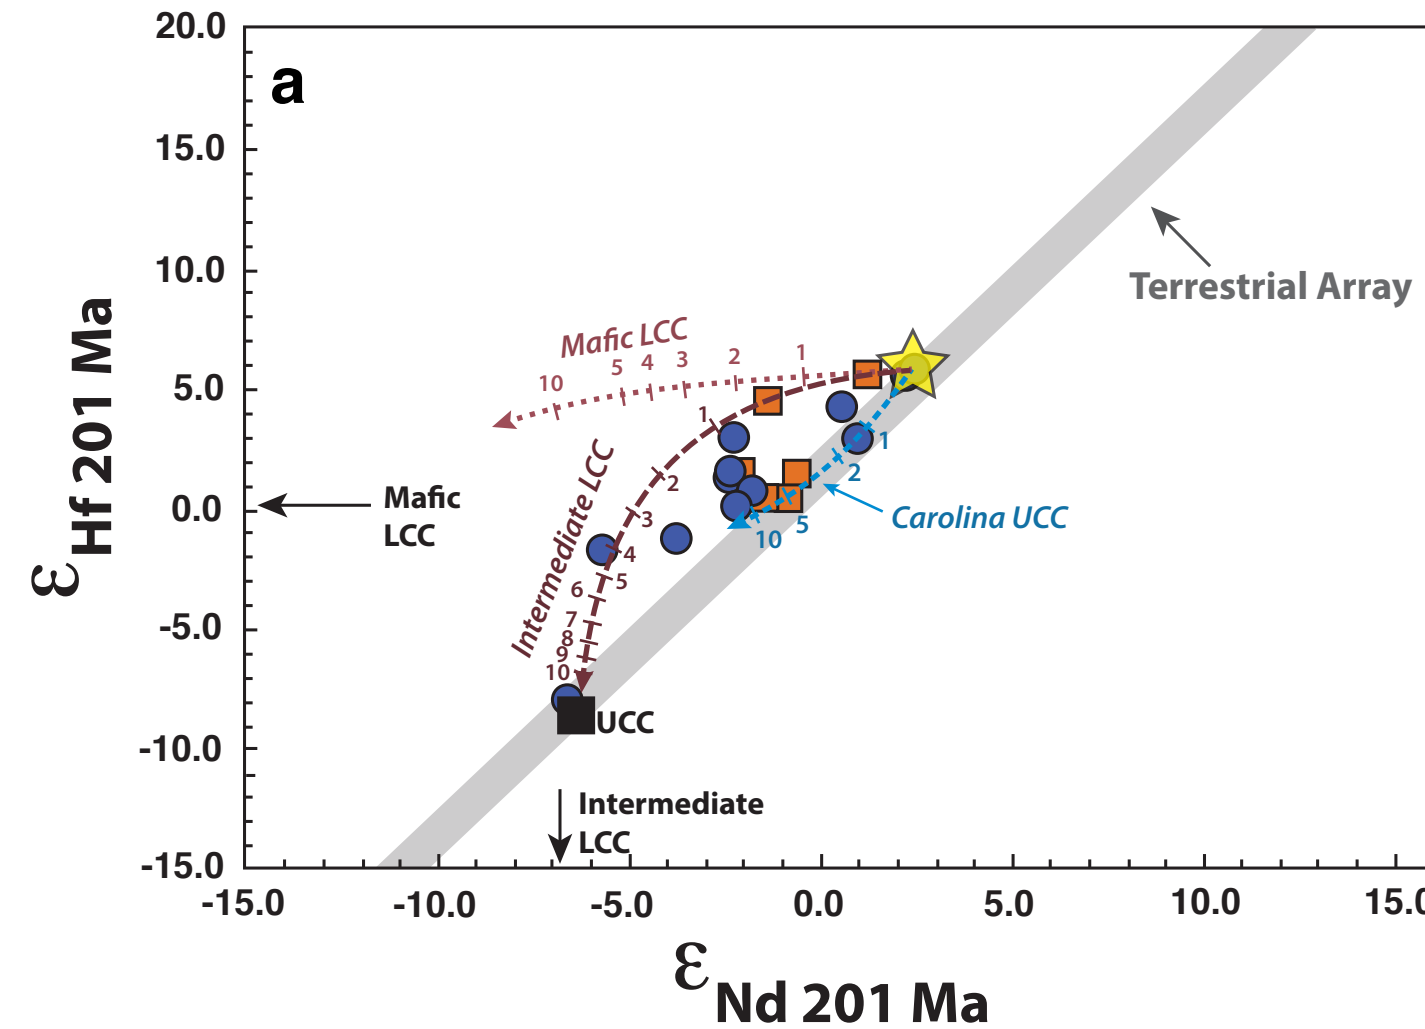 20.0
a
15.0
10.0
Terrestrial Array
Mafic LCC
1
2
3
4
5
10
5.0
1
1
2
2
Intermediate LCC
Mafic
LCC
0.0
3
5
Carolina UCC
10
4
5
6
7
8
9
10
-5.0
UCC
-10.0
Intermediate
LCC
-15.0
εHf 201 Ma
-15.0
-10.0
-5.0
0.0
5.0
10.0
15.0
εNd 201 Ma